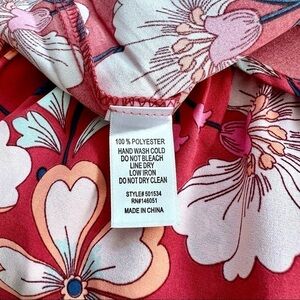 100 % POLYESTER
HAND WASH COLD
DO NOT BLEACH
LINE DRY
LOW IRON
DO NOT DRY CLEAN
STYLE# 501534
RN#146051
MADE IN CHINA